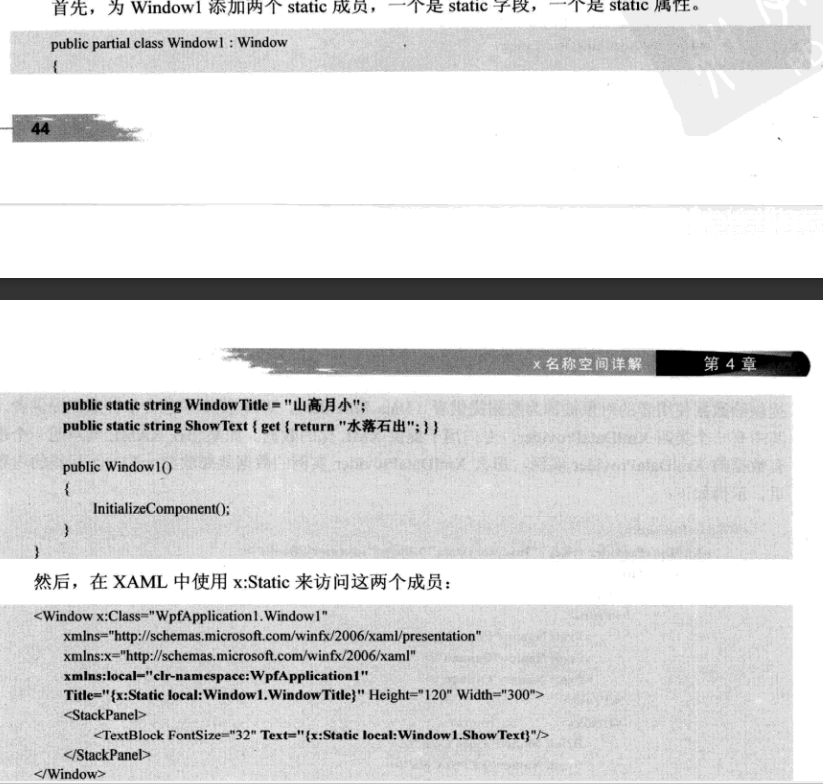 首先，为 Window1 添加两个 static 成员，一个是 static 字段，一个是 static 属性。
public partial class Window1 : Window
{
44
x 名称空间详解 第 4 章
public static string WindowTitle = "山高月小";
public static string ShowText { get { return "水落石出"; } }
public Window1()
{
InitializeComponent();
}
}
然后，在 XAML 中使用 x:Static 来访问这两个成员：
<Window x:Class="WpfApplication1.Window1"
xmlns="http://schemas.microsoft.com/winfx/2006/xaml/presentation"
xmlns:x="http://schemas.microsoft.com/winfx/2006/xaml"
xmlns:local="clr-namespace:WpfApplication1"
Title="{x:Static local:Window1.WindowTitle}" Height="120" Width="300">
<StackPanel>
<TextBlock FontSize="32" Text="{x:Static local:Window1.ShowText}"/>
</StackPanel>
</Window>